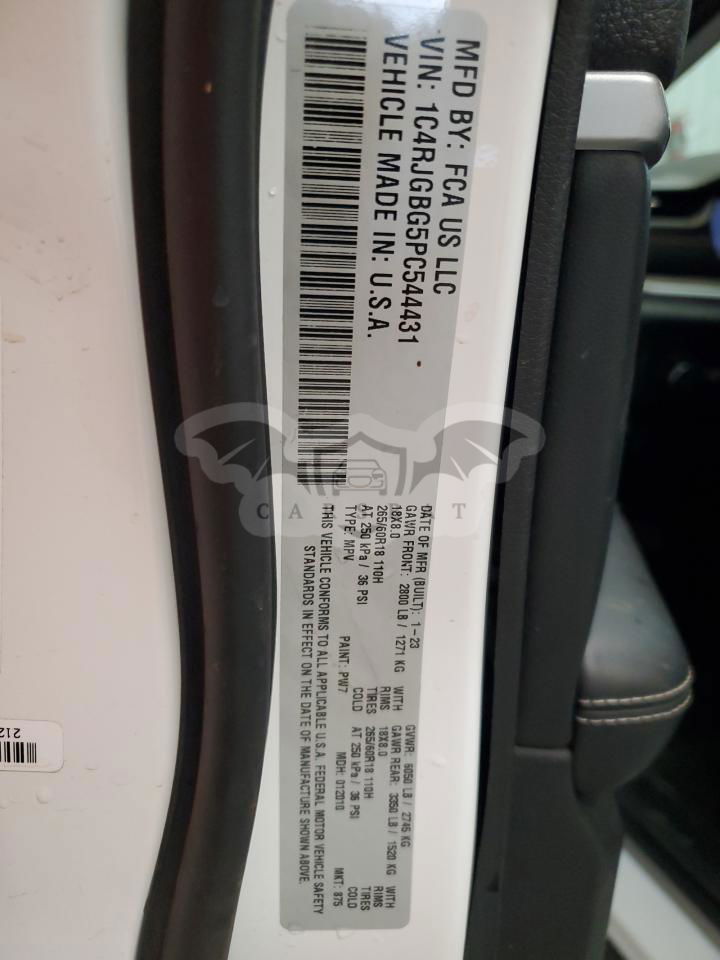 MFD BY: FCA US LLC
VIN: 1C4RJGBG5PC544431
VEHICLE MADE IN: U.S.A.
DATE OF MFR (BUILT): 1-23 GVWR: 6050 LB / 2745 KG
GAWR FRONT: 2800 LB / 1271 KG WITH GAWR REAR: 3350 LB / 1520 KG WITH
18X8.0 RIMS 18X8.0 RIMS
265/60R18 110H TIRES 265/60R18 110H TIRES
AT 250 kPa / 36 PSI COLD AT 250 kPa / 36 PSI COLD
TYPE: MPV PAINT: PW7 MDH: 012010 MKT: 875
THIS VEHICLE CONFORMS TO ALL APPLICABLE U.S.A. FEDERAL MOTOR VEHICLE SAFETY
STANDARDS IN EFFECT ON THE DATE OF MANUFACTURE SHOWN ABOVE.
212